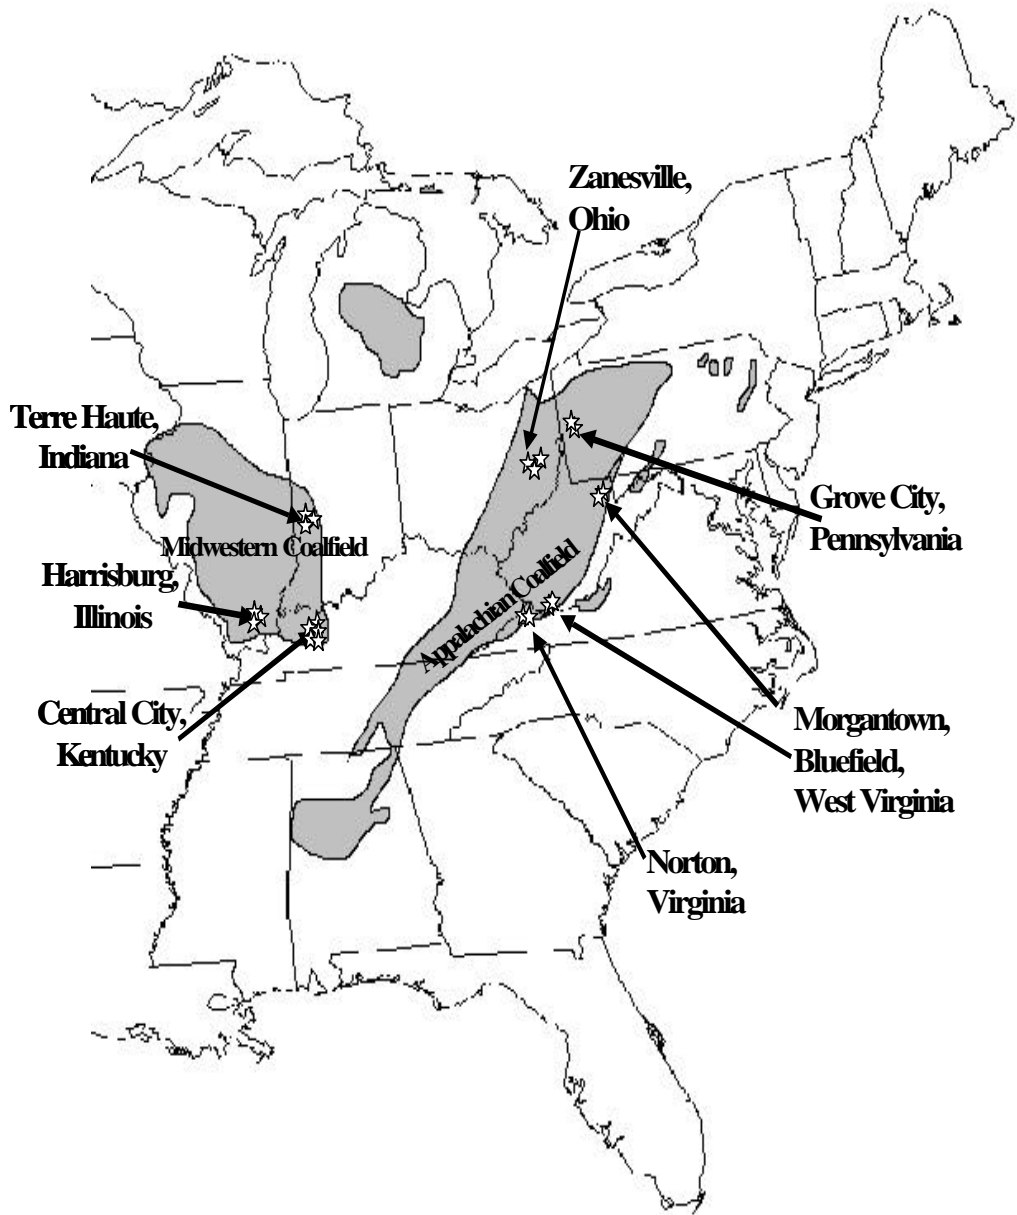 Zanesville,
Ohio
Terre Haute,
Indiana
Grove City,
Pennsylvania
Midwestern Coalfield
Harrisburg,
Illinois
Appalachian Coalfield
Central City,
Kentucky
Morgantown,
Bluefield,
West Virginia
Norton,
Virginia